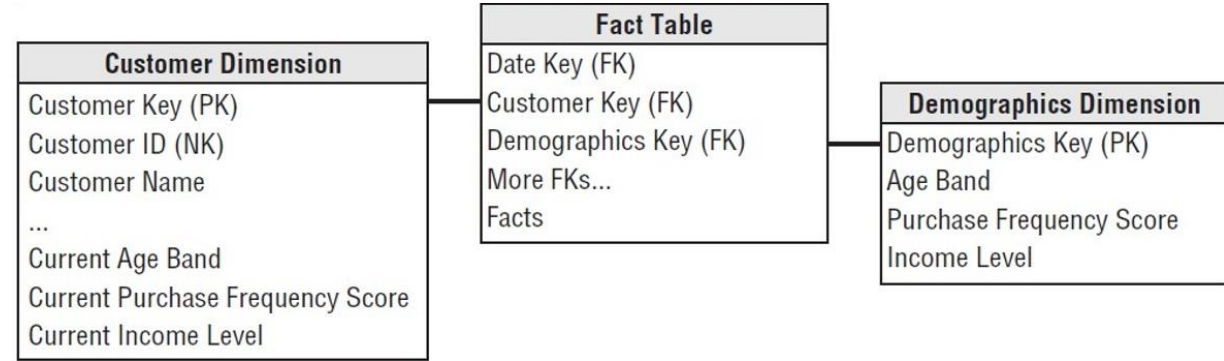 Customer Dimension
Customer Key (PK)
Customer ID (NK)
Customer Name
...
Current Age Band
Current Purchase Frequency Score
Current Income Level
Fact Table
Date Key (FK)
Customer Key (FK)
Demographics Key (FK)
More FKs...
Facts
Demographics Dimension
Demographics Key (PK)
Age Band
Purchase Frequency Score
Income Level